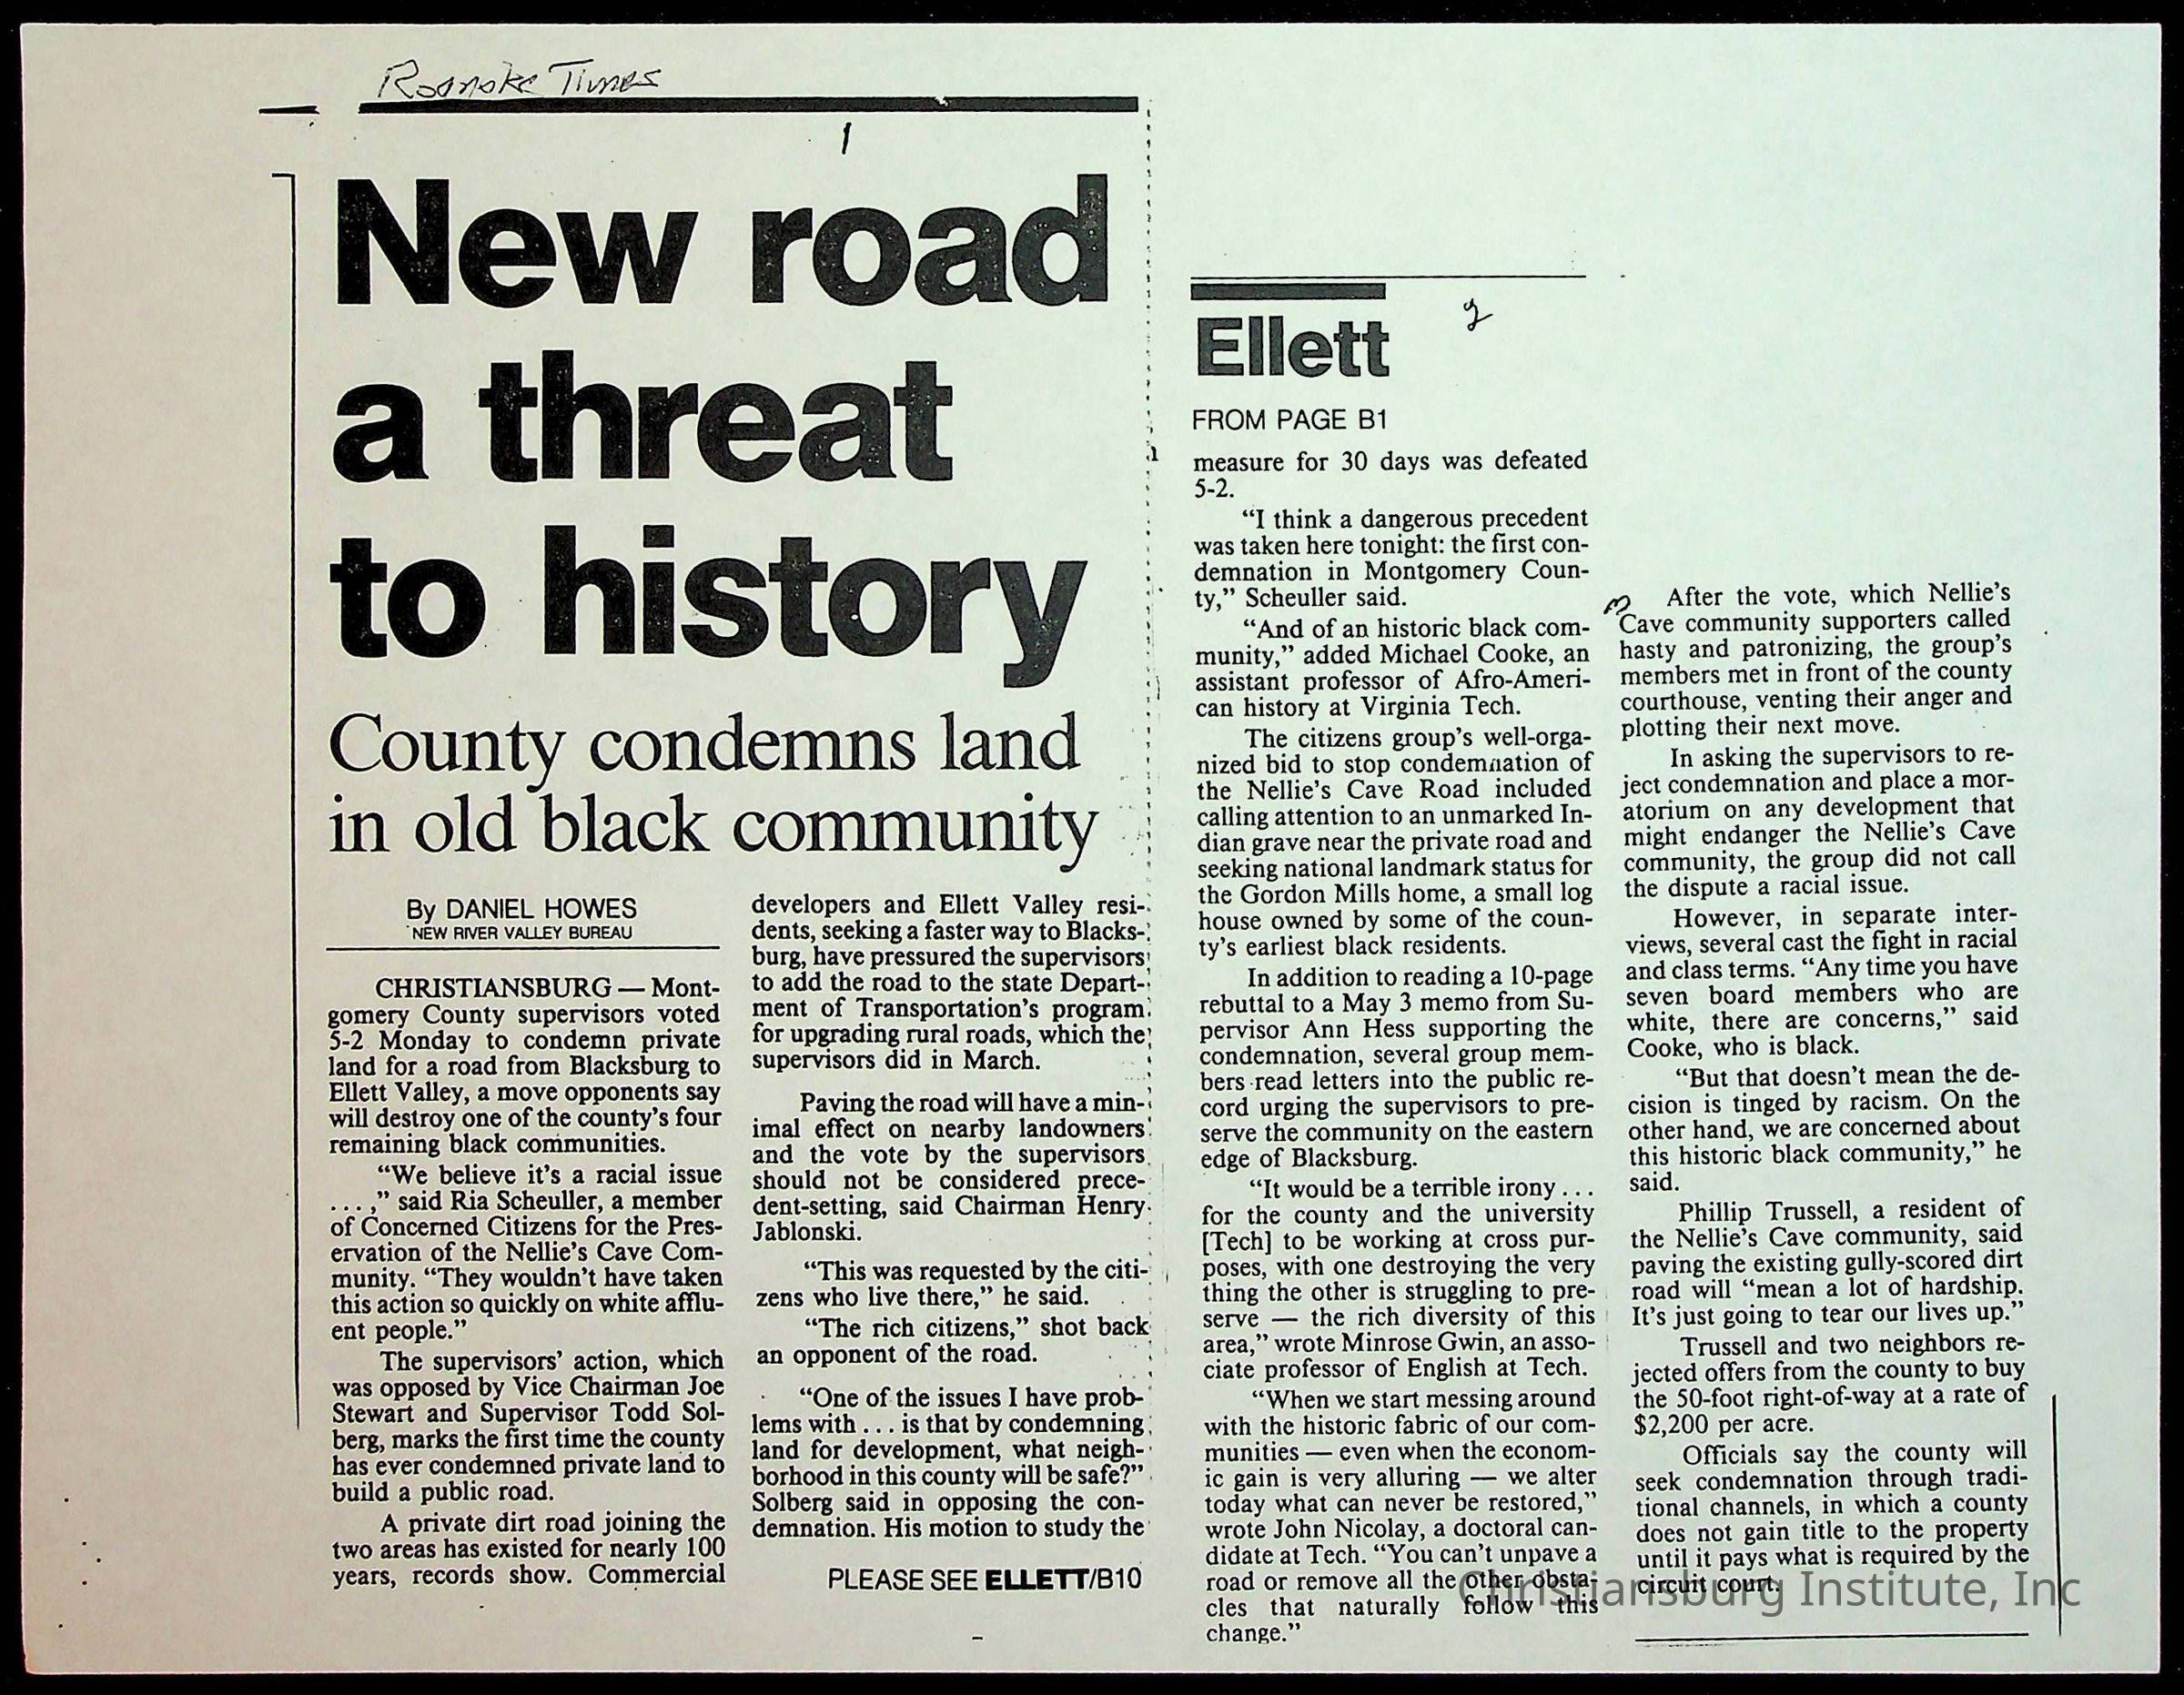 Roanoke Times
1
New road
a threat
to history
County condemns land
in old black community
By DANIEL HOWES
NEW RIVER VALLEY BUREAU
CHRISTIANSBURG — Mont-
gomery County supervisors voted
5-2 Monday to condemn private
land for a road from Blacksburg to
Ellett Valley, a move opponents say
will destroy one of the county's four
remaining black communities.
"We believe it's a racial issue
. . . ," said Ria Scheuller, a member
of Concerned Citizens for the Pres-
ervation of the Nellie's Cave Com-
munity. "They wouldn't have taken
this action so quickly on white afflu-
ent people."
The supervisors' action, which
was opposed by Vice Chairman Joe
Stewart and Supervisor Todd Sol-
berg, marks the first time the county
has ever condemned private land to
build a public road.
A private dirt road joining the
two areas has existed for nearly 100
years, records show. Commercial
developers and Ellett Valley resi-
dents, seeking a faster way to Blacks-
burg, have pressured the supervisors
to add the road to the state Depart-
ment of Transportation's program
for upgrading rural roads, which the
supervisors did in March.
Paving the road will have a min-
imal effect on nearby landowners
and the vote by the supervisors
should not be considered prece-
dent-setting, said Chairman Henry
Jablonski.
"This was requested by the citi-
zens who live there," he said.
"The rich citizens," shot back
an opponent of the road.
"One of the issues I have prob-
lems with . . . is that by condemning
land for development, what neigh-
borhood in this county will be safe?"
Solberg said in opposing the con-
demnation. His motion to study the
PLEASE SEE ELLETT/B10
Ellett
2
FROM PAGE B1
measure for 30 days was defeated
5-2.
"I think a dangerous precedent
was taken here tonight: the first con-
demnation in Montgomery Coun-
ty," Scheuller said.
"And of an historic black com-
munity," added Michael Cooke, an
assistant professor of Afro-Ameri-
can history at Virginia Tech.
The citizens group's well-orga-
nized bid to stop condemnation of
the Nellie's Cave Road included
calling attention to an unmarked In-
dian grave near the private road and
seeking national landmark status for
the Gordon Mills home, a small log
house owned by some of the coun-
ty's earliest black residents.
In addition to reading a 10-page
rebuttal to a May 3 memo from Su-
pervisor Ann Hess supporting the
condemnation, several group mem-
bers read letters into the public re-
cord urging the supervisors to pre-
serve the community on the eastern
edge of Blacksburg.
"It would be a terrible irony . . .
for the county and the university
[Tech] to be working at cross pur-
poses, with one destroying the very
thing the other is struggling to pre-
serve — the rich diversity of this
area," wrote Minrose Gwin, an asso-
ciate professor of English at Tech.
"When we start messing around
with the historic fabric of our com-
munities — even when the econom-
ic gain is very alluring — we alter
today what can never be restored,"
wrote John Nicolay, a doctoral can-
didate at Tech. "You can't unpave a
road or remove all the other obsta-
cles that naturally follow this
change."
3
After the vote, which Nellie's
Cave community supporters called
hasty and patronizing, the group's
members met in front of the county
courthouse, venting their anger and
plotting their next move.
In asking the supervisors to re-
ject condemnation and place a mor-
atorium on any development that
might endanger the Nellie's Cave
community, the group did not call
the dispute a racial issue.
However, in separate inter-
views, several cast the fight in racial
and class terms. "Any time you have
seven board members who are
white, there are concerns," said
Cooke, who is black.
"But that doesn't mean the de-
cision is tinged by racism. On the
other hand, we are concerned about
this historic black community," he
said.
Phillip Trussell, a resident of
the Nellie's Cave community, said
paving the existing gully-scored dirt
road will "mean a lot of hardship.
It's just going to tear our lives up."
Trussell and two neighbors re-
jected offers from the county to buy
the 50-foot right-of-way at a rate of
$2,200 per acre.
Officials say the county will
seek condemnation through tradi-
tional channels, in which a county
does not gain title to the property
until it pays what is required by the
circuit court.
Christiansburg Institute, Inc